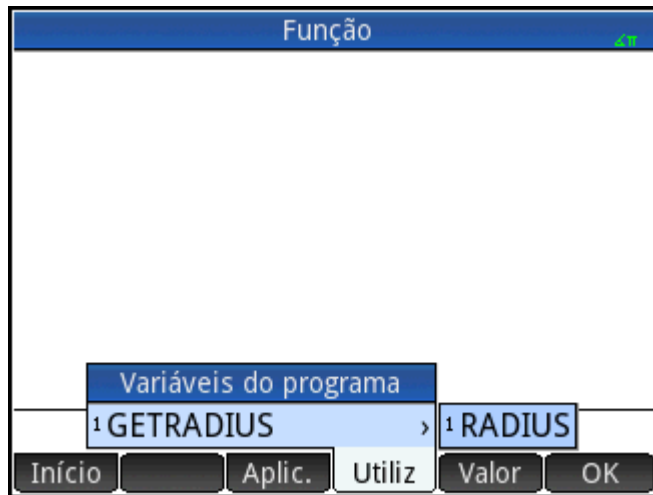 Função
∡π
Variáveis do programa
1 GETRADIUS ›
1 RADIUS
Início Aplic. Utiliz Valor OK